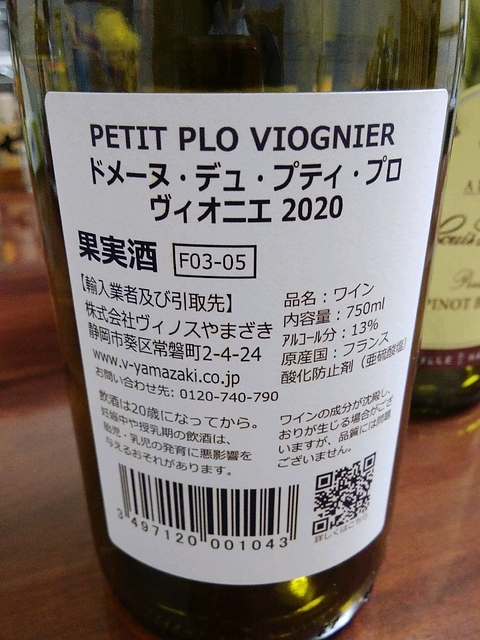 PETIT PLO VIOGNIER
ドメーヌ・デュ・プティ・プロ
ヴィオニエ 2020
果実酒 F03-05
【輸入業者及び引取先】
株式会社ヴィノスやまざき
静岡市葵区常磐町2-4-24
www.v-yamazaki.co.jp
お問い合わせ先: 0120-740-790
品名：ワイン
内容量：750ml
アルコール分：13%
原産国：フランス
酸化防止剤（亜硫酸塩）
飲酒は20歳になってから。
妊娠中や授乳期の飲酒は、
胎児・乳児の発育に悪影響を
与えるおそれがあります。
ワインの成分が沈殿し、
おりが生じる場合がござ
いますが、品質には問題
ございません。
3 497120 001043
詳しくはこちら
PINOT